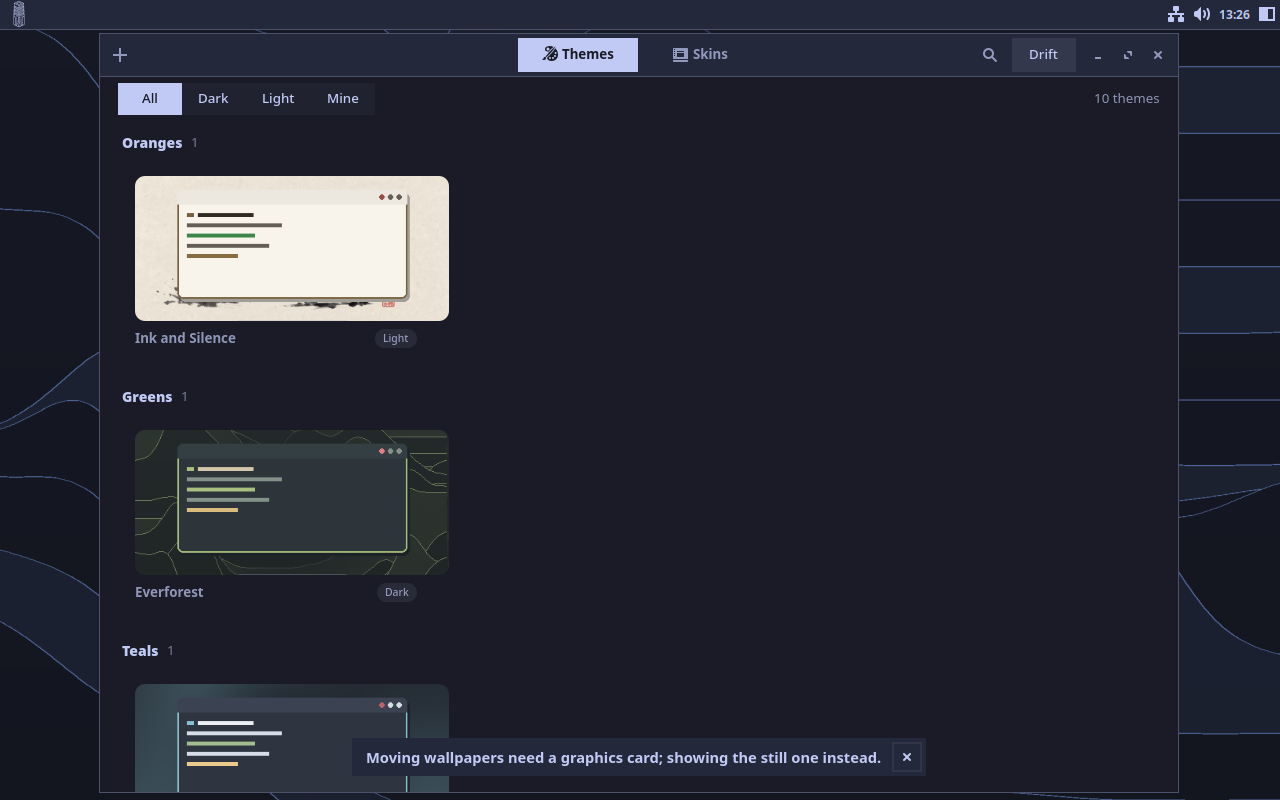 13:26
Themes
Skins
Drift
All
Dark
Light
Mine
10 themes
Oranges 1
Ink and Silence
Light
Greens 1
Everforest
Dark
Teals 1
Moving wallpapers need a graphics card; showing the still one instead.